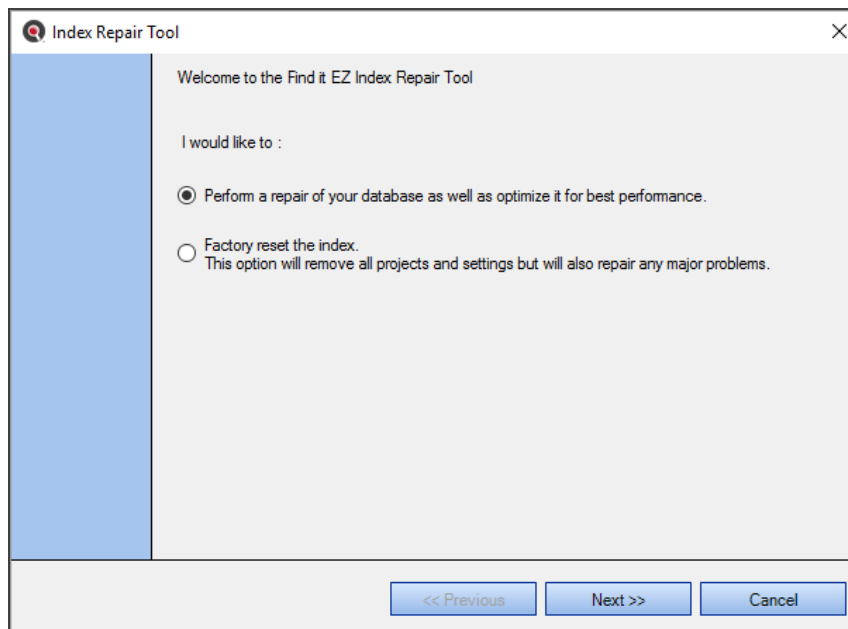 Index Repair Tool
Welcome to the Find it EZ Index Repair Tool
I would like to :
Perform a repair of your database as well as optimize it for best performance.
Factory reset the index.
This option will remove all projects and settings but will also repair any major problems.
<< Previous
Next >>
Cancel